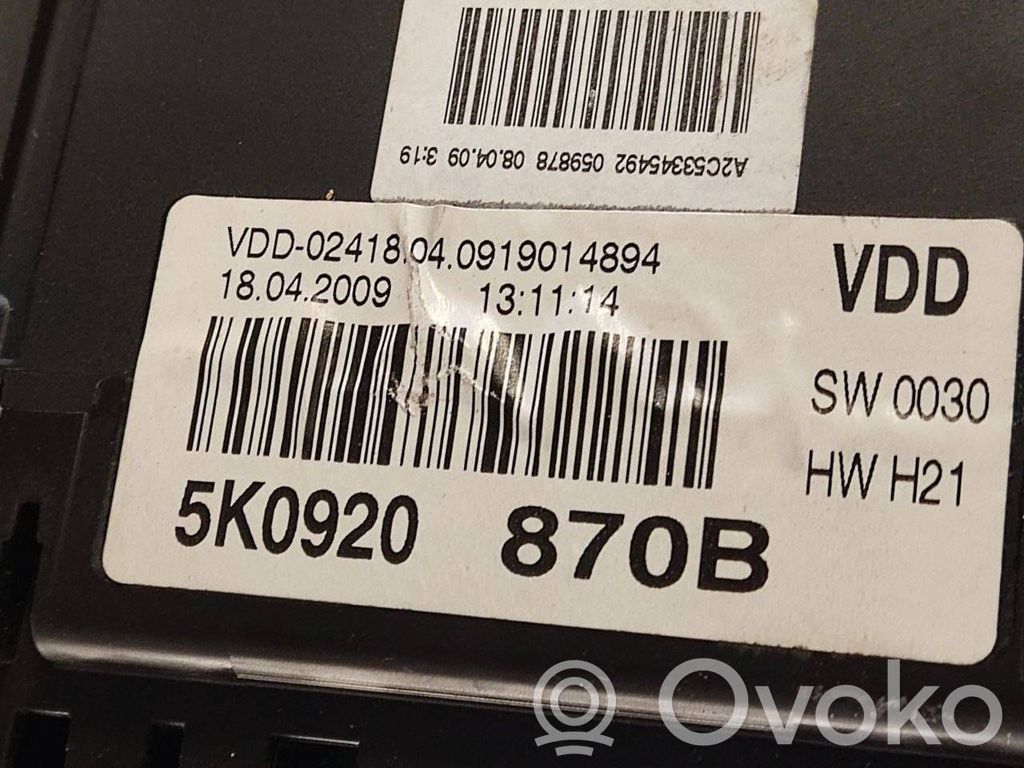 A2C53345492 059878 08.04.09 3:19
VDD-02418.04.0919014894
18.04.2009 13:11:14
VDD
SW 0030
HW H21
5K0920 870B
Ovoko